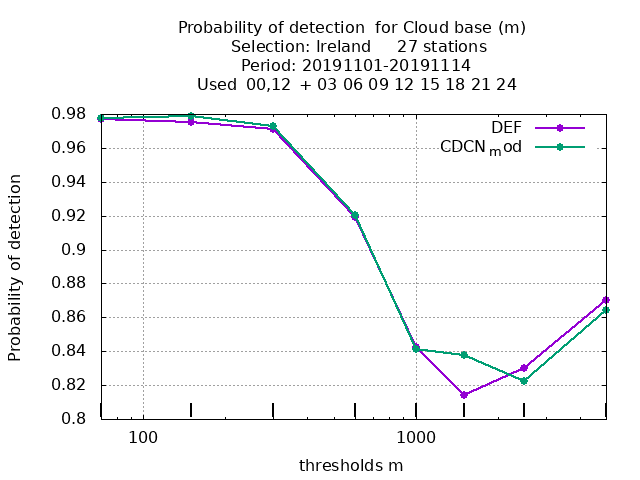 Probability of detection  for Cloud base (m)
Selection: Ireland     27 stations
Period: 20191101-20191114
Used  00,12  + 03 06 09 12 15 18 21 24
DEF
CDCNmod
0.98
0.96
0.94
0.92
0.9
0.88
0.86
0.84
0.82
0.8
Probability of detection
100
1000
thresholds m